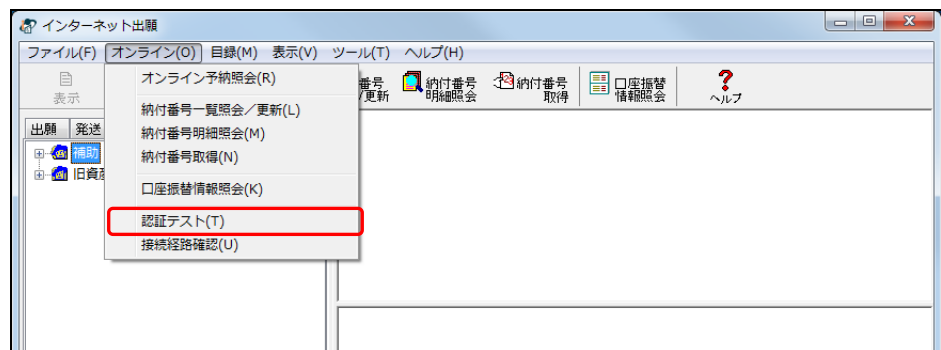 インターネット出願
ファイル(F) オンライン(O) 目録(M) 表示(V) ツール(T) ヘルプ(H)
表示
番号
/更新
納付番号
明細照会
納付番号
取得
口座振替
情報照会
ヘルプ
オンライン予納照会(R)
納付番号一覧照会/更新(L)
納付番号明細照会(M)
納付番号取得(N)
口座振替情報照会(K)
認証テスト(T)
接続経路確認(U)
出願 発送
補助
旧資